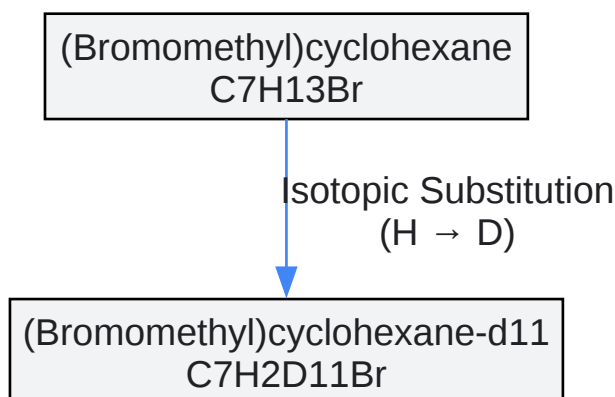 (Bromomethyl)cyclohexane
C7H13Br
Isotopic Substitution
(H → D)
(Bromomethyl)cyclohexane-d11
C7H2D11Br